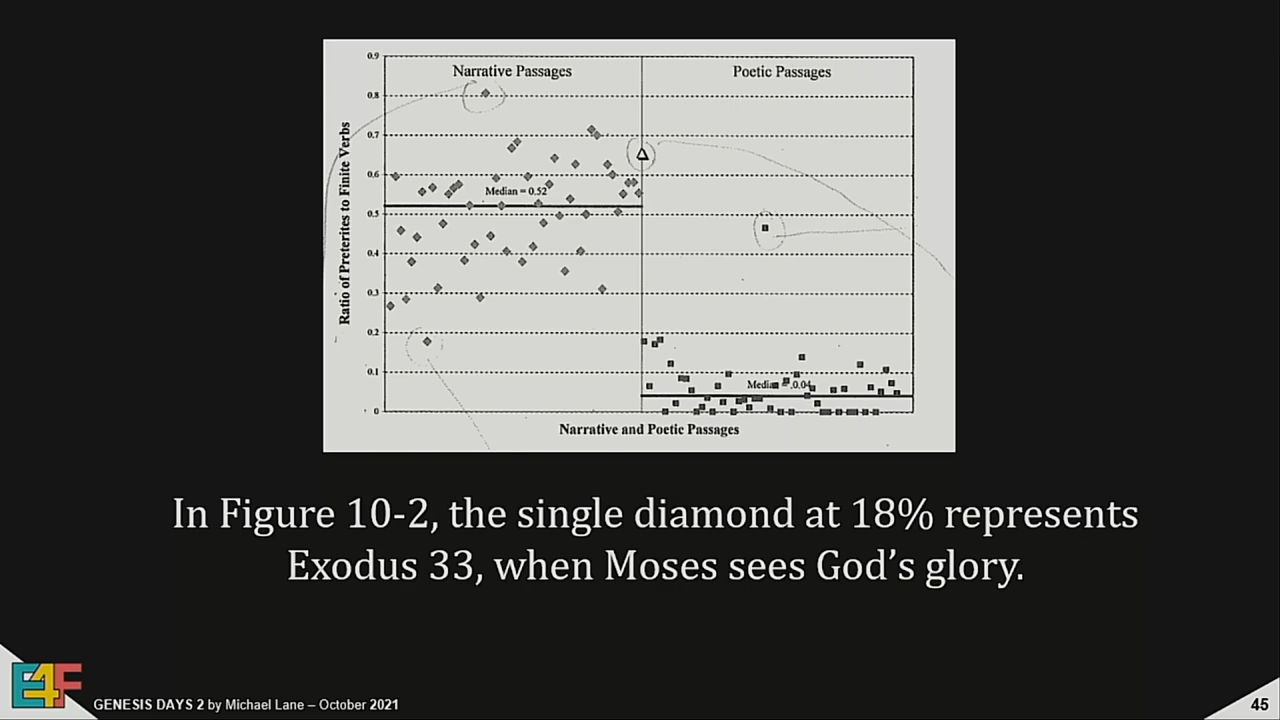 0.9
Narrative Passages
Poetic Passages
0.8
0.7
0.6
Median = 0.52
0.5
0.4
0.3
0.2
0.1
0
Ratio of Preterites to Finite Verbs
Narrative and Poetic Passages
In Figure 10-2, the single diamond at 18% represents
Exodus 33, when Moses sees God’s glory.
E4F
GENESIS DAYS 2 by Michael Lane – October 2021
45